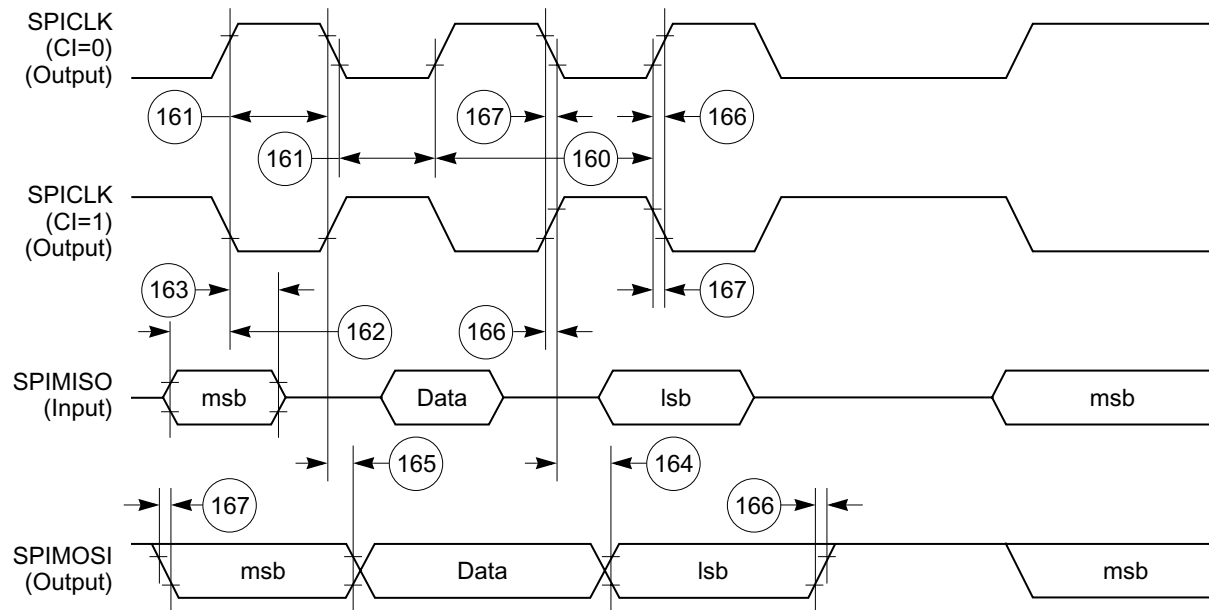 SPICLK
(CI=0)
(Output)
161
167
166
161
160
SPICLK
(CI=1)
(Output)
163
167
162
166
SPIMISO
(Input)
msb
Data
lsb
msb
165
164
167
166
SPIMOSI
(Output)
msb
Data
lsb
msb